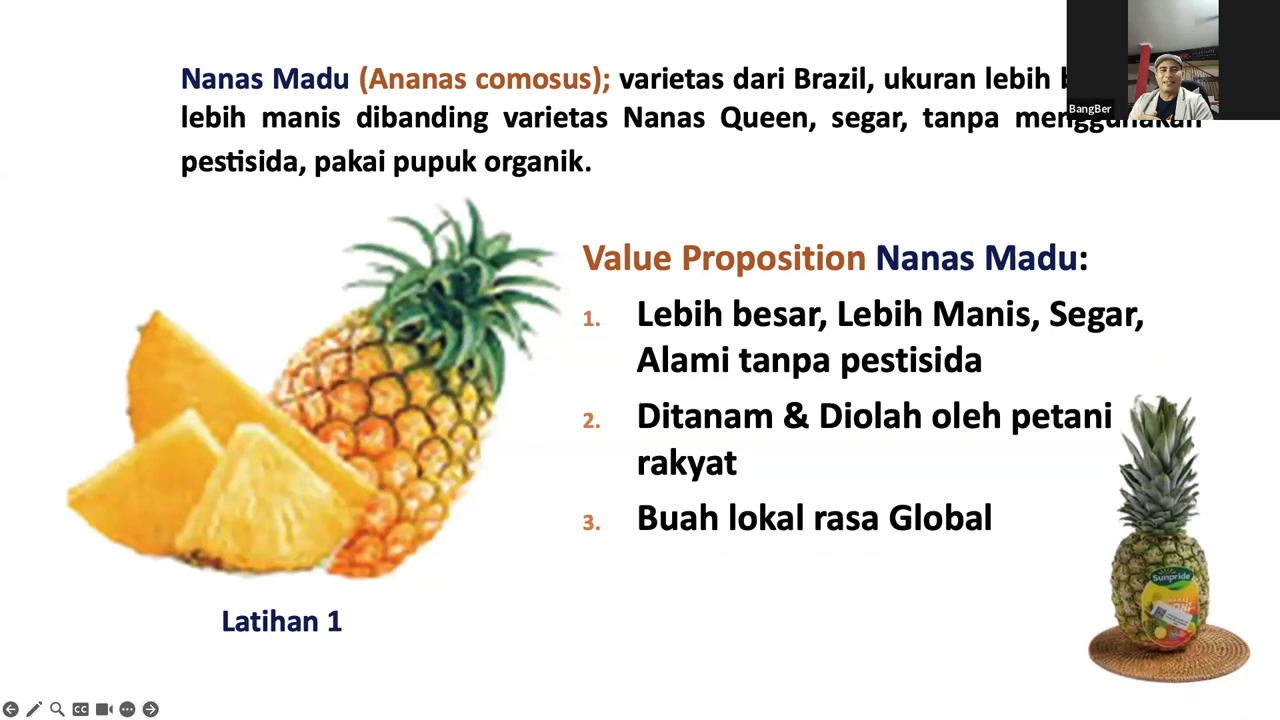 Nanas Madu (Ananas comosus); varietas dari Brazil, ukuran lebih
lebih manis dibanding varietas Nanas Queen, segar, tanpa menggunakan
pestisida, pakai pupuk organik.
BangBer
Value Proposition Nanas Madu:
1. Lebih besar, Lebih Manis, Segar,
Alami tanpa pestisida
2. Ditanam & Diolah oleh petani
rakyat
3. Buah lokal rasa Global
Sunpride
Latihan 1
CC